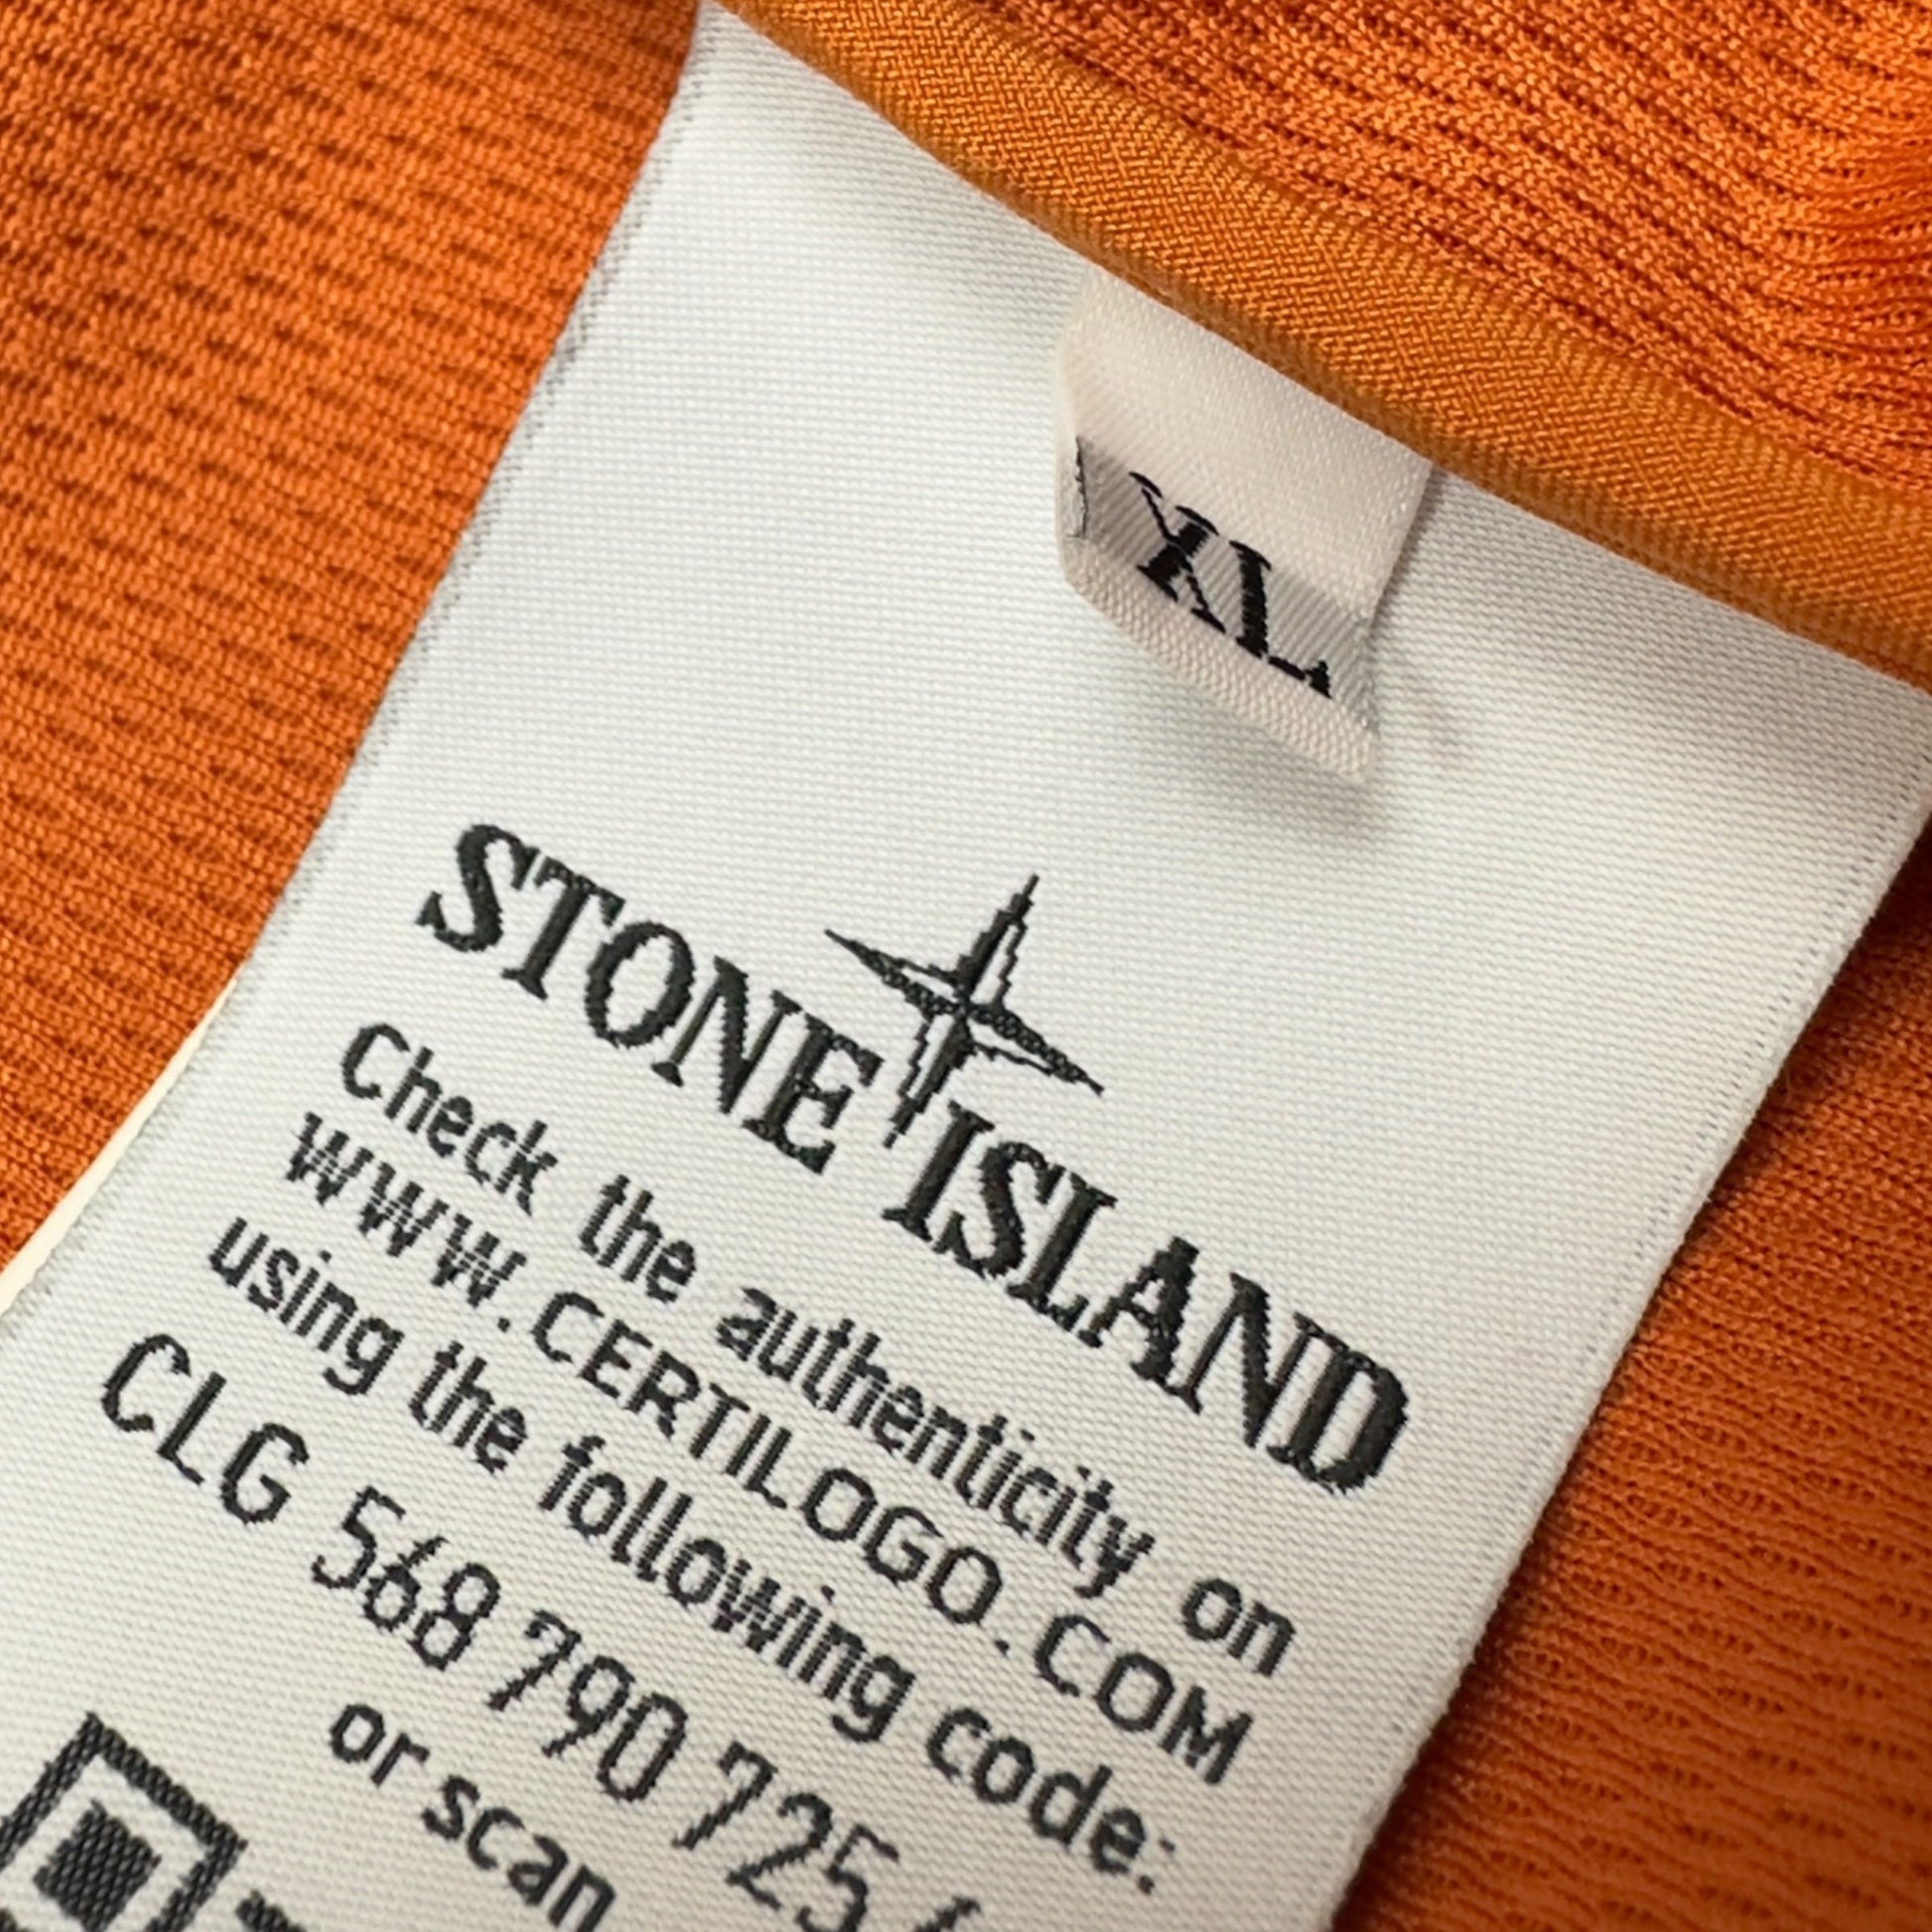 XL
STONE ISLAND
Check the authenticity on
WWW.CERTILOGO.COM
using the following code:
CLG 568 790 725
or scan